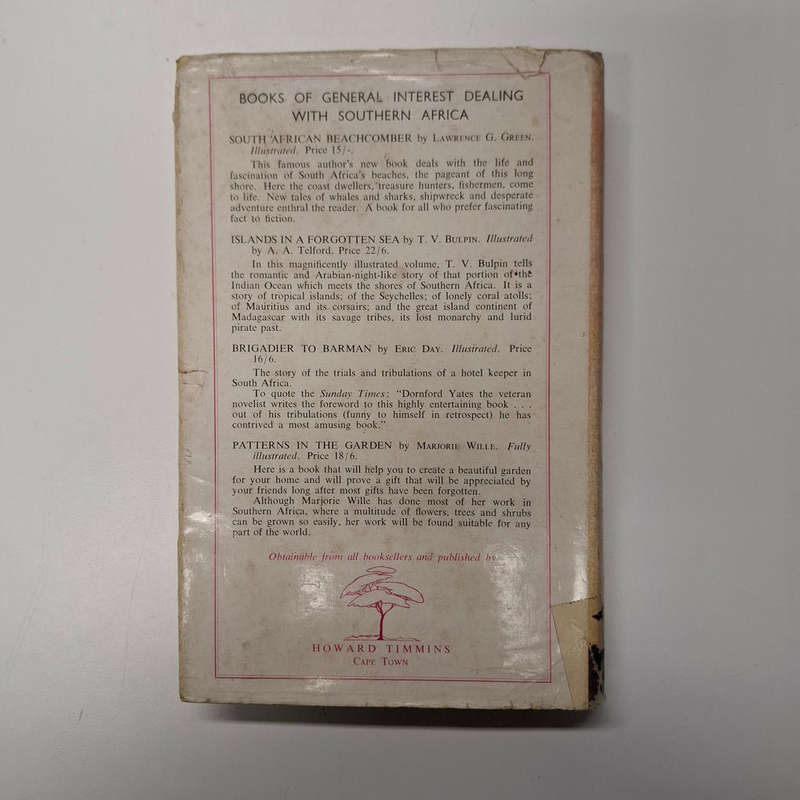 BOOKS OF GENERAL INTEREST DEALING
WITH SOUTHERN AFRICA
SOUTH AFRICAN BEACHCOMBER by Lawrence G. Green.
Illustrated. Price 15/-.
This famous author's new book deals with the life and
fascination of South Africa's beaches, the pageant of this long
shore. Here the coast dwellers, treasure hunters, fishermen, come
to life. New tales of whales and sharks, shipwreck and desperate
adventure enthral the reader. A book for all who prefer fascinating
fact to fiction.
ISLANDS IN A FORGOTTEN SEA by T. V. Bulpin. Illustrated
by A. A. Telford. Price 22/6.
In this magnificently illustrated volume, T. V. Bulpin tells
the romantic and Arabian-night-like story of that portion of the
Indian Ocean which meets the shores of Southern Africa. It is a
story of tropical islands; of the Seychelles; of lonely coral atolls;
of Mauritius and its corsairs; and the great island continent of
Madagascar with its savage tribes, its lost monarchy and lurid
pirate past.
BRIGADIER TO BARMAN by Eric Day. Illustrated. Price
16/6.
The story of the trials and tribulations of a hotel keeper in
South Africa.
To quote the Sunday Times: "Dornford Yates the veteran
novelist writes the foreword to this highly entertaining book . . . .
out of his tribulations (funny to himself in retrospect) he has
contrived a most amusing book."
PATTERNS IN THE GARDEN by Marjorie Wille. Fully
illustrated. Price 18/6.
Here is a book that will help you to create a beautiful garden
for your home and will prove a gift that will be appreciated by
your friends long after most gifts have been forgotten.
Although Marjorie Wille has done most of her work in
Southern Africa, where a multitude of flowers, trees and shrubs
can be grown so easily, her work will be found suitable for any
part of the world.
Obtainable from all booksellers and published by
HOWARD TIMMINS
Cape Town